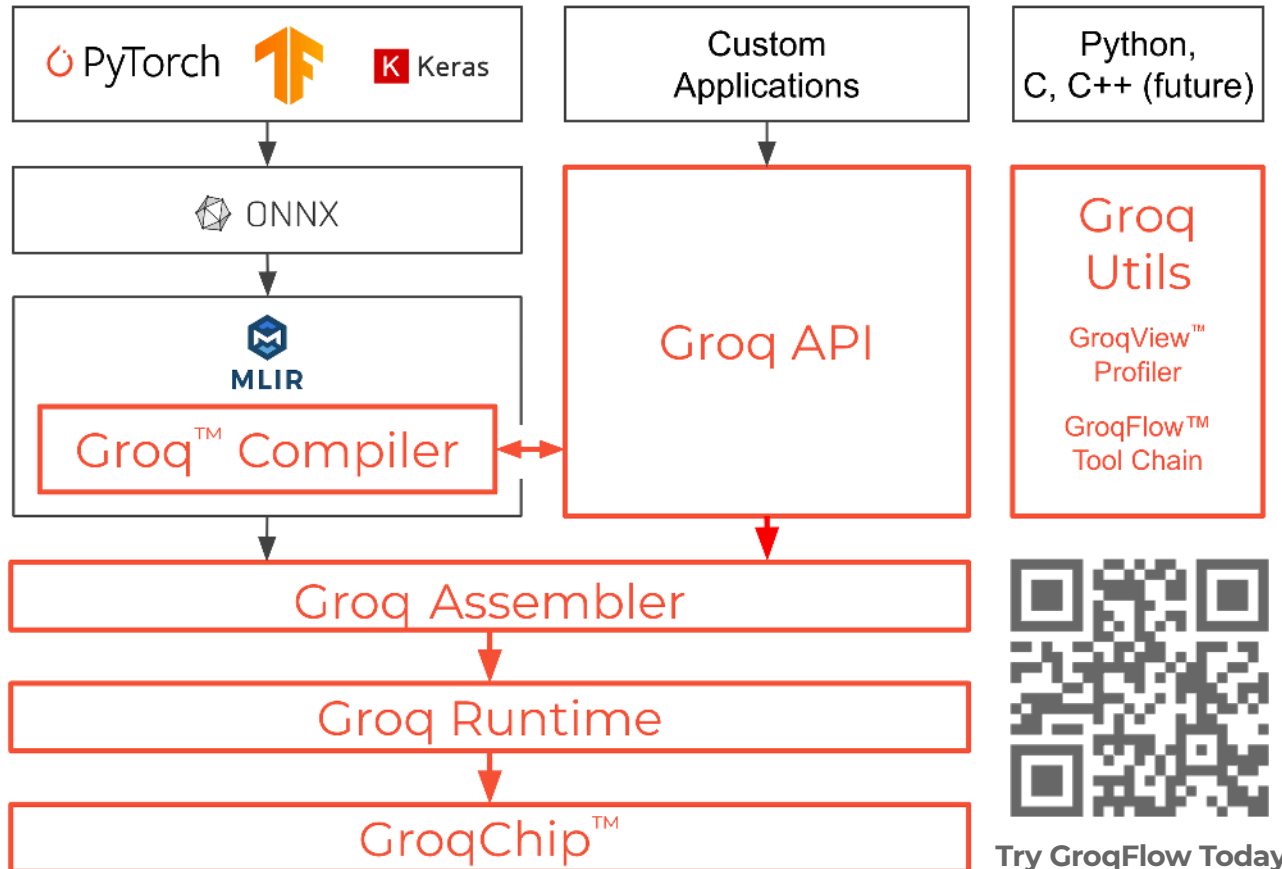 PyTorch
TF
K Keras
Custom
Applications
Python,
C, C++ (future)
ONNX
MLIR
Groq™ Compiler
Groq API
Groq
Utils
GroqView™
Profiler
GroqFlow™
Tool Chain
Groq Assembler
Groq Runtime
GroqChip™
Try GroqFlow Today